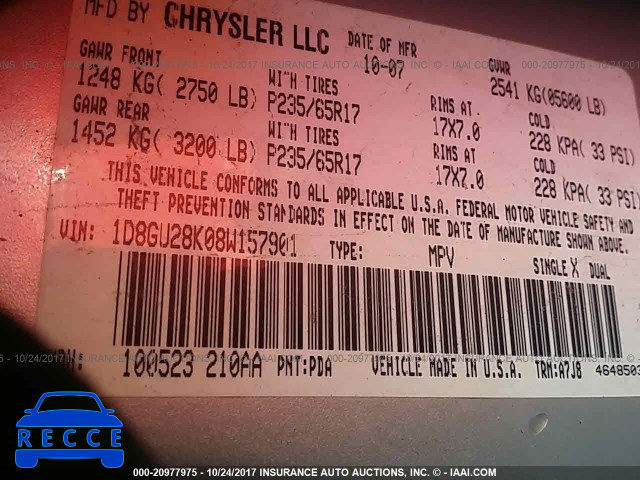 MFD BY CHRYSLER LLC DATE OF MFR GVWR
GAWR FRONT 10-07 2541 KG(05600 LB)
1248 KG( 2750 LB) WITH TIRES P235/65R17 RIMS AT. 17X7.0 COLD 228 KPA( 33 PSI)
GAWR REAR
1452 KG( 3200 LB) WITH TIRES P235/65R17 RIMS AT. 17X7.0 COLD 228 KPA( 33 PSI)
THIS VEHICLE CONFORMS TO ALL APPLICABLE U.S.A. FEDERAL MOTOR VEHICLE SAFETY AND
THEFT PREVENTION STANDARDS IN EFFECT ON THE DATE OF MANUFACTURE SHOWN ABOVE.
VIN: 1D8GU28K08W157901 TYPE: MPV SINGLE X DUAL
100523 210AA PNT:PDA VEHICLE MADE IN U.S.A. TRM:A7J8 4648503
RECCE
000-20977975 - 10/24/2017 INSURANCE AUTO AUCTIONS, INC. - © IAAI.COM